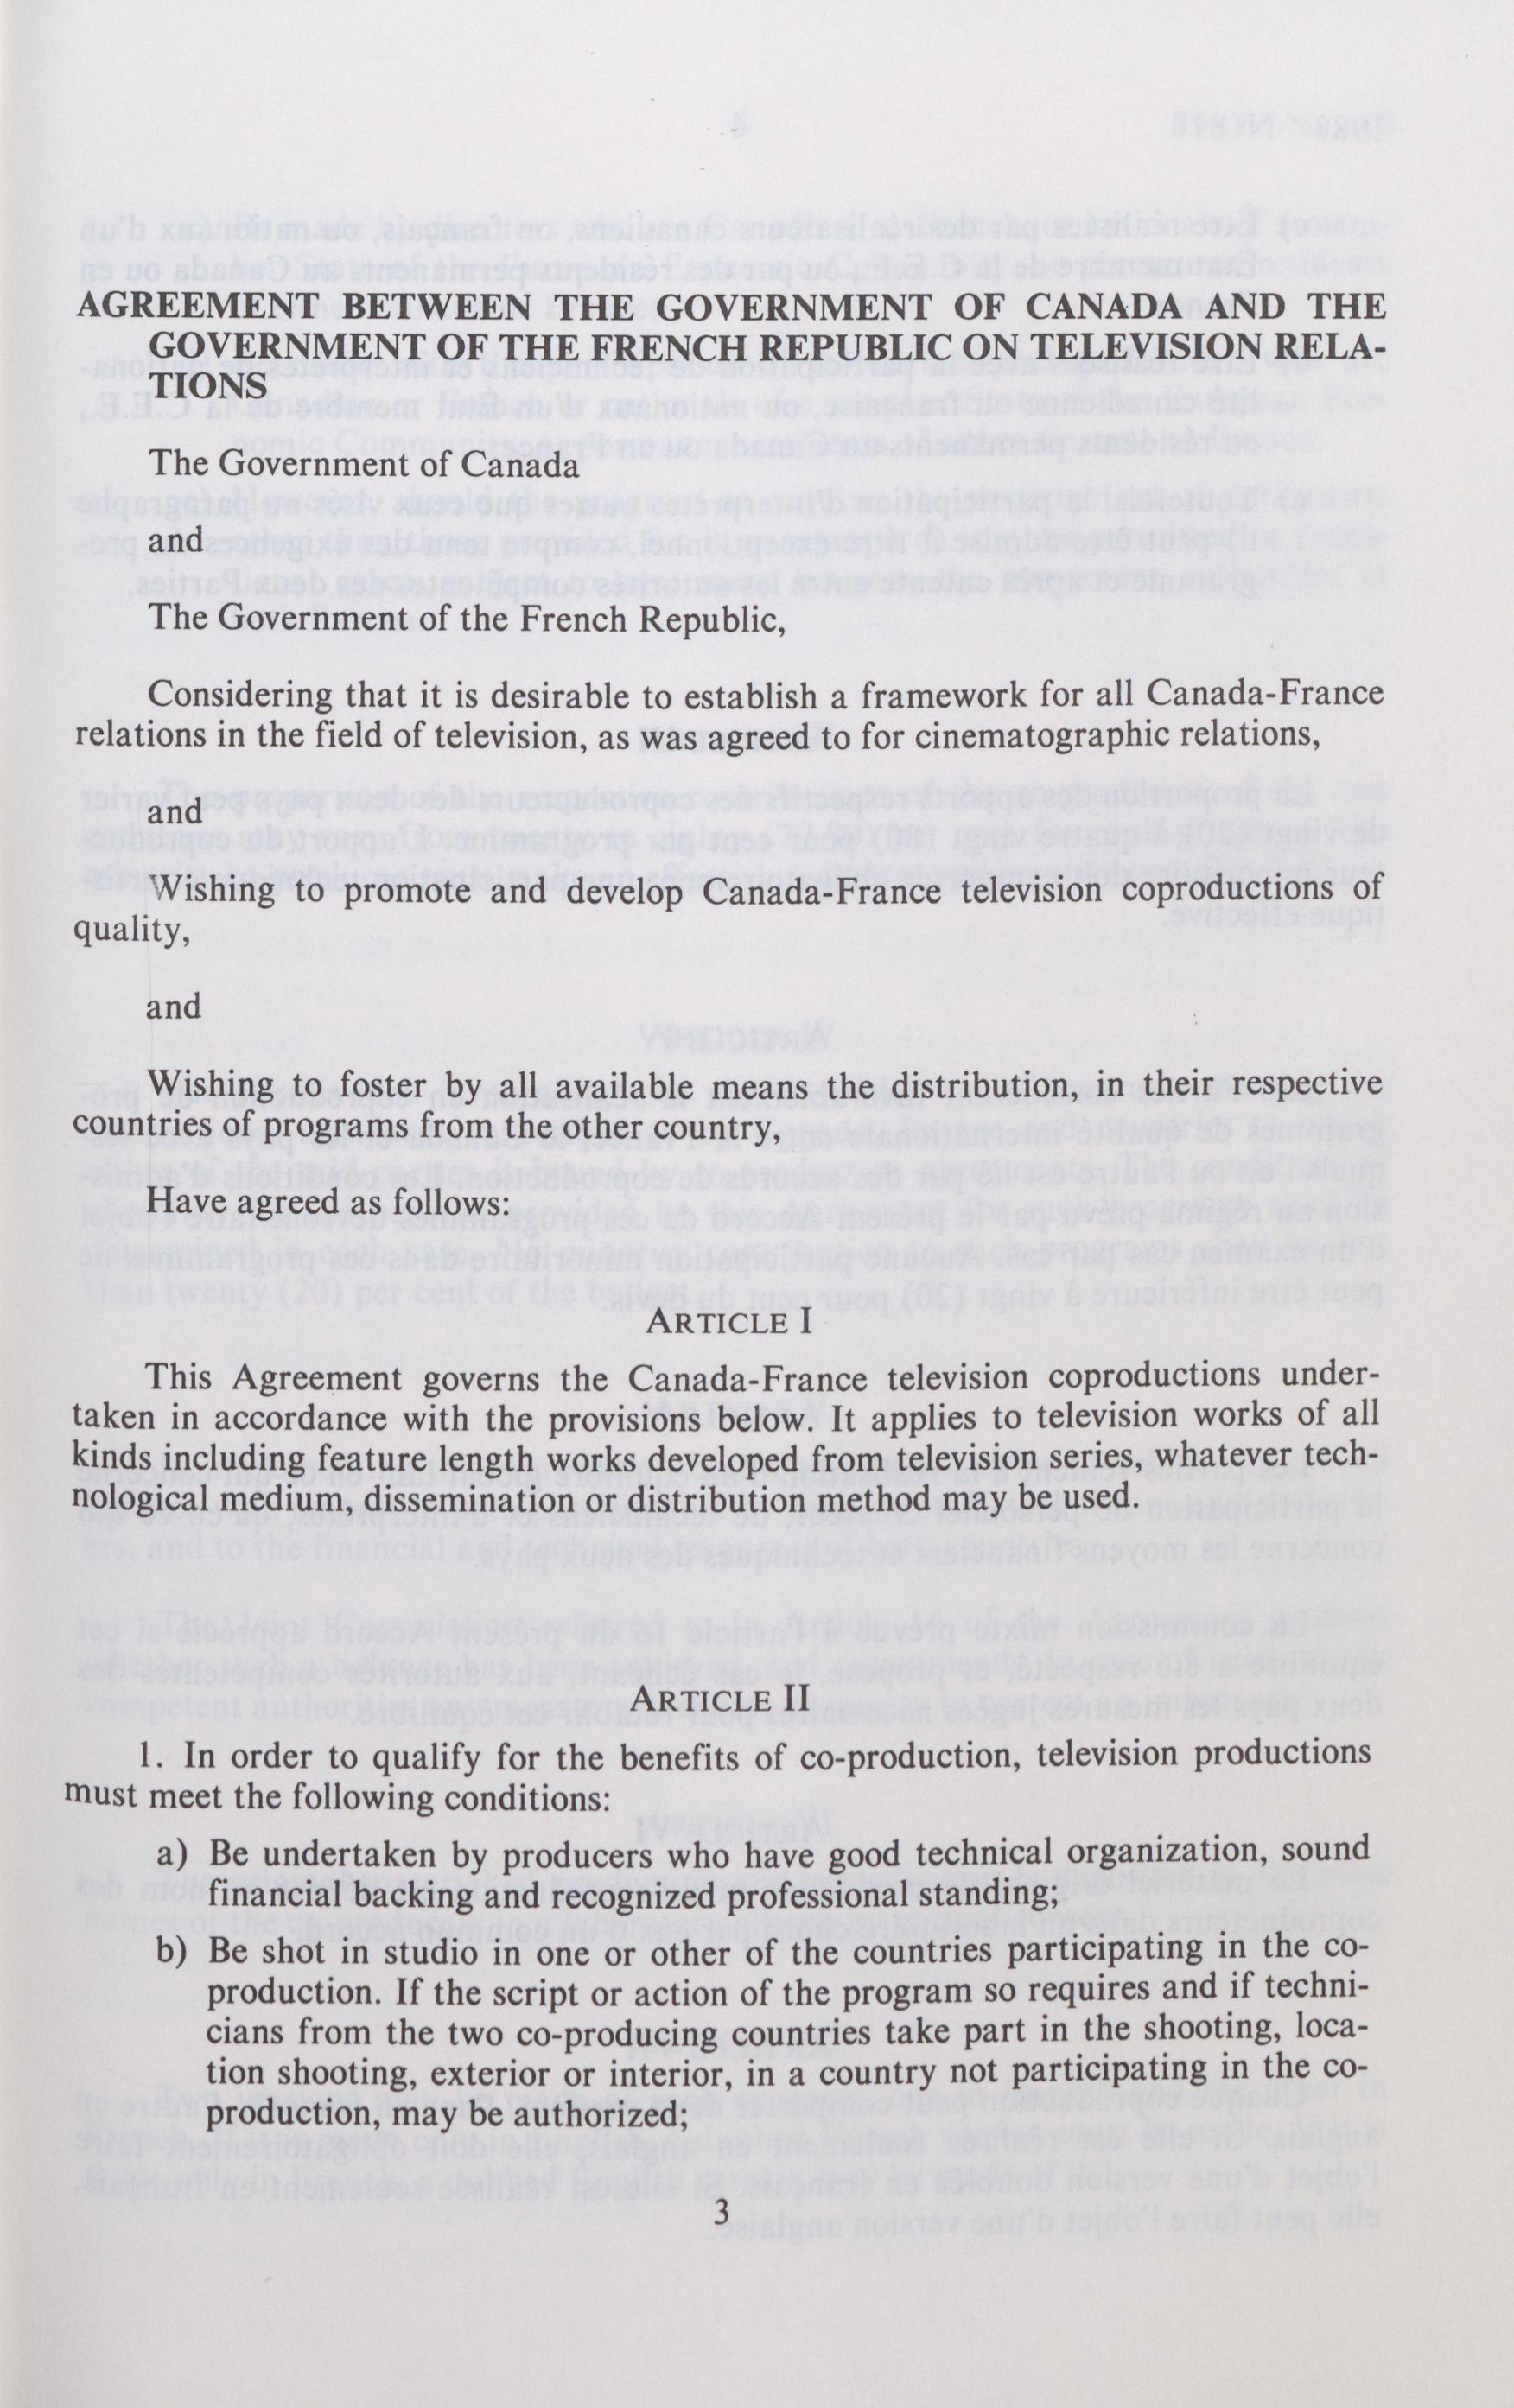 AGREEMENT BETWEEN THE GOVERNMENT OF CANADA AND THE
GOVERNMENT OF THE FRENCH REPUBLIC ON TELEVISION RELA-
TIONS
The Government of Canada
and
The Government of the French Republic,
Considering that it is desirable to establish a framework for all Canada-France
relations in the field of television, as was agreed to for cinematographic relations,
and
Wishing to promote and develop Canada-France television coproductions of
quality,
and
Wishing to foster by all available means the distribution, in their respective
countries of programs from the other country,
Have agreed as follows:
ARTICLE I
This Agreement governs the Canada-France television coproductions under-
taken in accordance with the provisions below. It applies to television works of all
kinds including feature length works developed from television series, whatever tech-
nological medium, dissemination or distribution method may be used.
ARTICLE II
1. In order to qualify for the benefits of co-production, television productions
must meet the following conditions:
a) Be undertaken by producers who have good technical organization, sound
financial backing and recognized professional standing;
b) Be shot in studio in one or other of the countries participating in the co-
production. If the script or action of the program so requires and if techni-
cians from the two co-producing countries take part in the shooting, loca-
tion shooting, exterior or interior, in a country not participating in the co-
production, may be authorized;
3